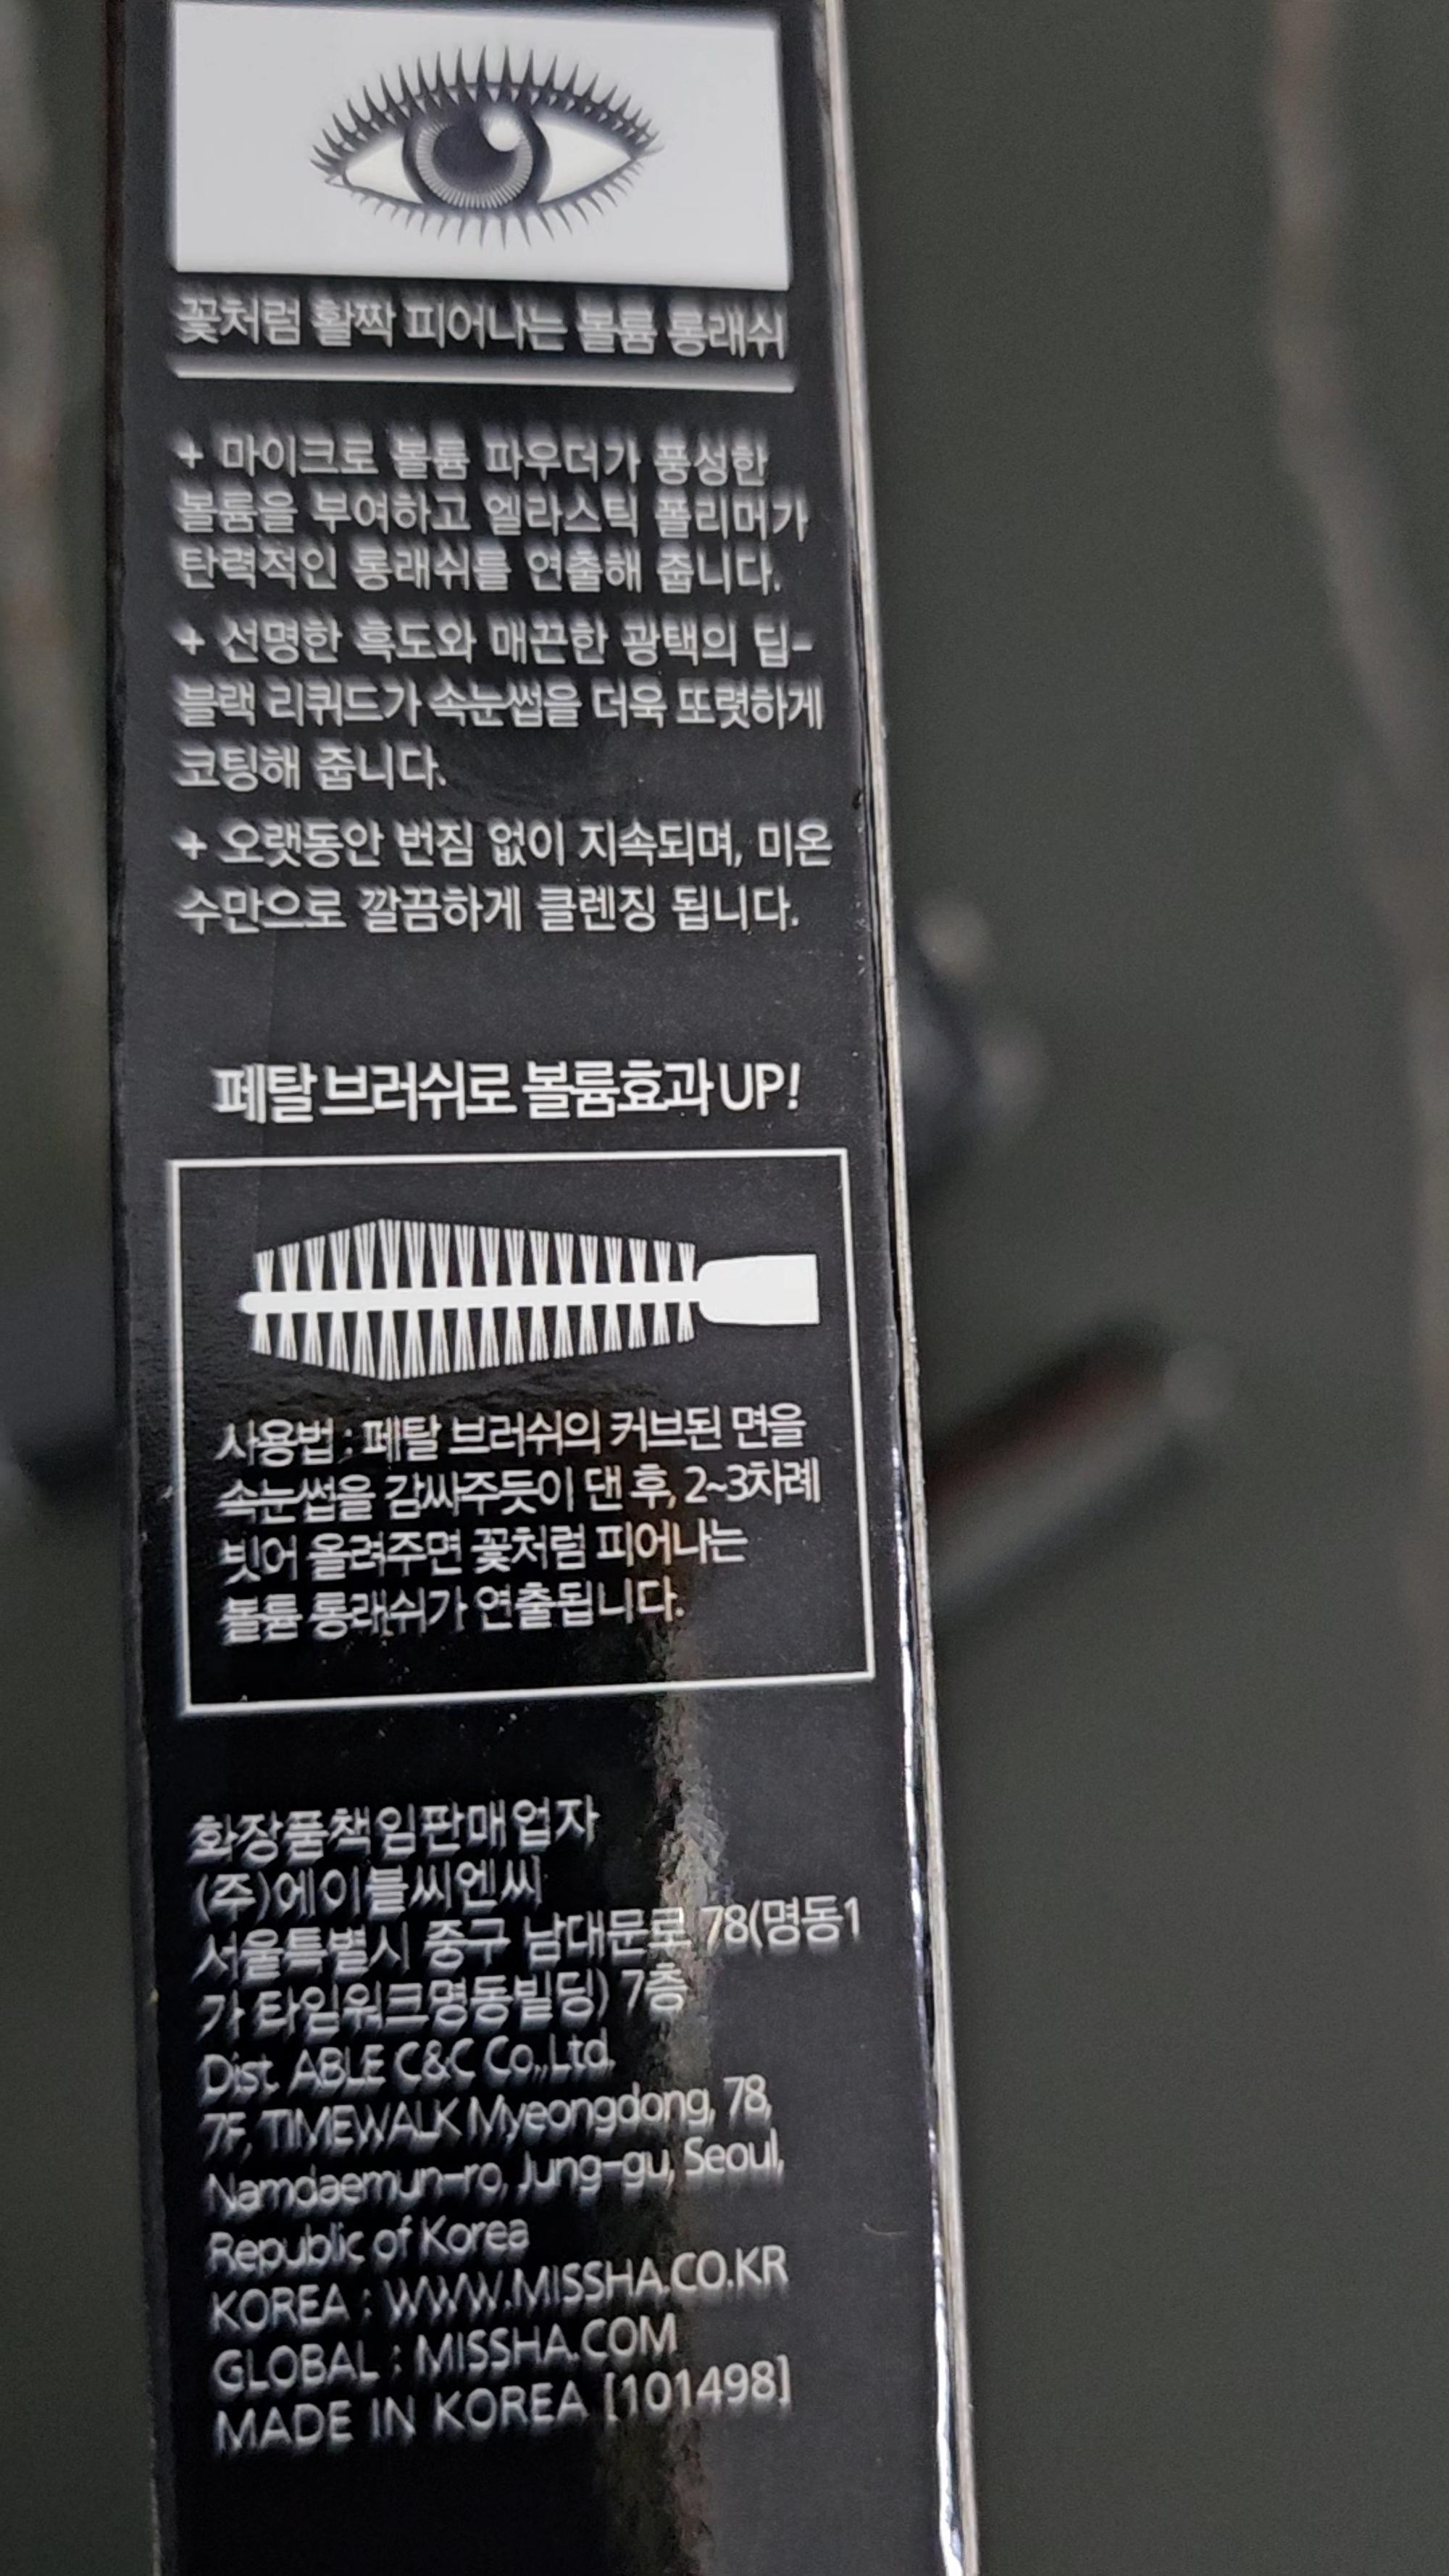 꽃처럼 활짝 피어나는 볼륨 롱래쉬
+ 마이크로 볼륨 파우더가 풍성한
볼륨을 부여하고 엘라스틱 폴리머가
탄력적인 롱래쉬를 연출해 줍니다.
+ 선명한 흑도와 매끈한 광택의 딥-
블랙 리퀴드가 속눈썹을 더욱 또렷하게
코팅해 줍니다.
+ 오랫동안 번짐 없이 지속되며, 미온
수만으로 깔끔하게 클렌징 됩니다.
페탈 브러쉬로 볼륨효과 UP!
사용법 : 페탈 브러쉬의 커브된 면을
속눈썹을 감싸주듯이 댄 후, 2~3차례
빗어 올려주면 꽃처럼 피어나는
볼륨 롱래쉬가 연출됩니다.
화장품책임판매업자
(주)에이블씨엔씨
서울특별시 중구 남대문로 78(명동1
가 타임워크명동빌딩) 7층
Dist. ABLE C&C Co.,Ltd.
7F, TIMEWALK Myeongdong, 78,
Namdaemun-ro, Jung-gu, Seoul,
Republic of Korea
KOREA : WWW.MISSHA.CO.KR
GLOBAL : MISSHA.COM
MADE IN KOREA [101498]